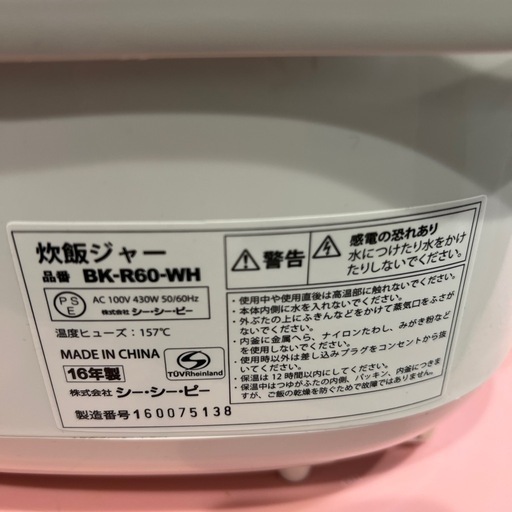 炊飯ジャー
品番 BK-R60-WH
PSE
AC 100V 430W 50/60Hz
株式会社 シー・シー・ピー
温度ヒューズ：157℃
MADE IN CHINA
16年製
TÜVRheinland
株式会社 シー・シー・ピー
製造番号160075138
警告
感電の恐れあり
水につけたり水をかけ
たりしないでください。
・使用中や使用直後は高温部に触れないでください。
・本体内側に水を入れないでください。
・外ぶたの上にふきんなどをかけて蒸気口をふさが
ないでください。
・内釜に金属へら、ナイロンたわし、みがき粉など
を使用しないでください。
・使用時以外は差し込みプラグをコンセントから抜
いてください。
・保温は12時間以内にしてください。
・保温中はつゆがふたの内側、パッキン、内釜につきま
すが、ご飯の乾燥を防ぐためで故障ではありません。